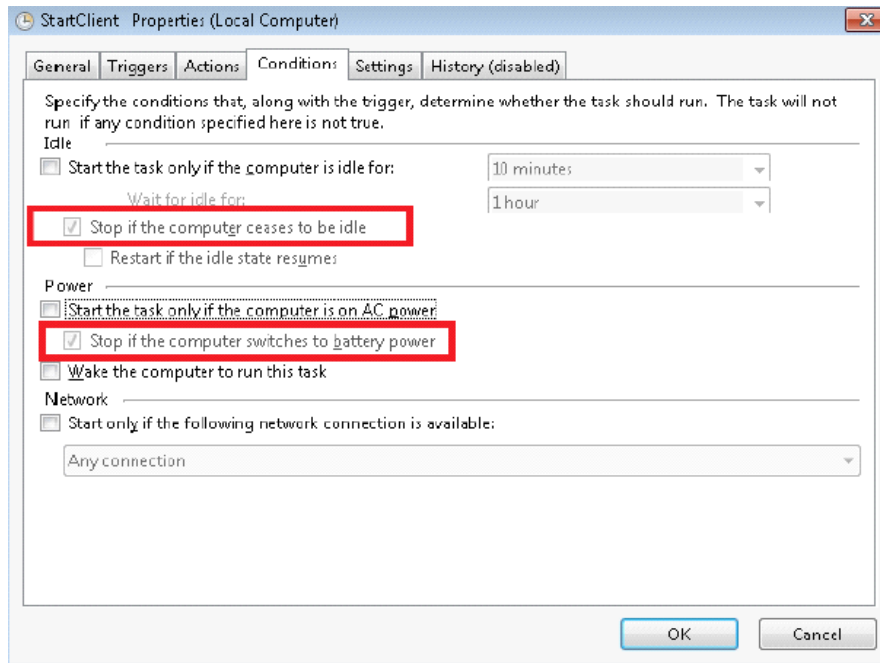 StartClient Properties (Local Computer)
General Triggers Actions Conditions Settings History (disabled)
Specify the conditions that, along with the trigger, determine whether the task should run. The task will not
run if any condition specified here is not true.
Idle
Start the task only if the computer is idle for: 10 minutes
Wait for idle for: 1 hour
Stop if the computer ceases to be idle
Restart if the idle state resumes
Power
Start the task only if the computer is on AC power
Stop if the computer switches to battery power
Wake the computer to run this task
Network
Start only if the following network connection is available:
Any connection
OK Cancel